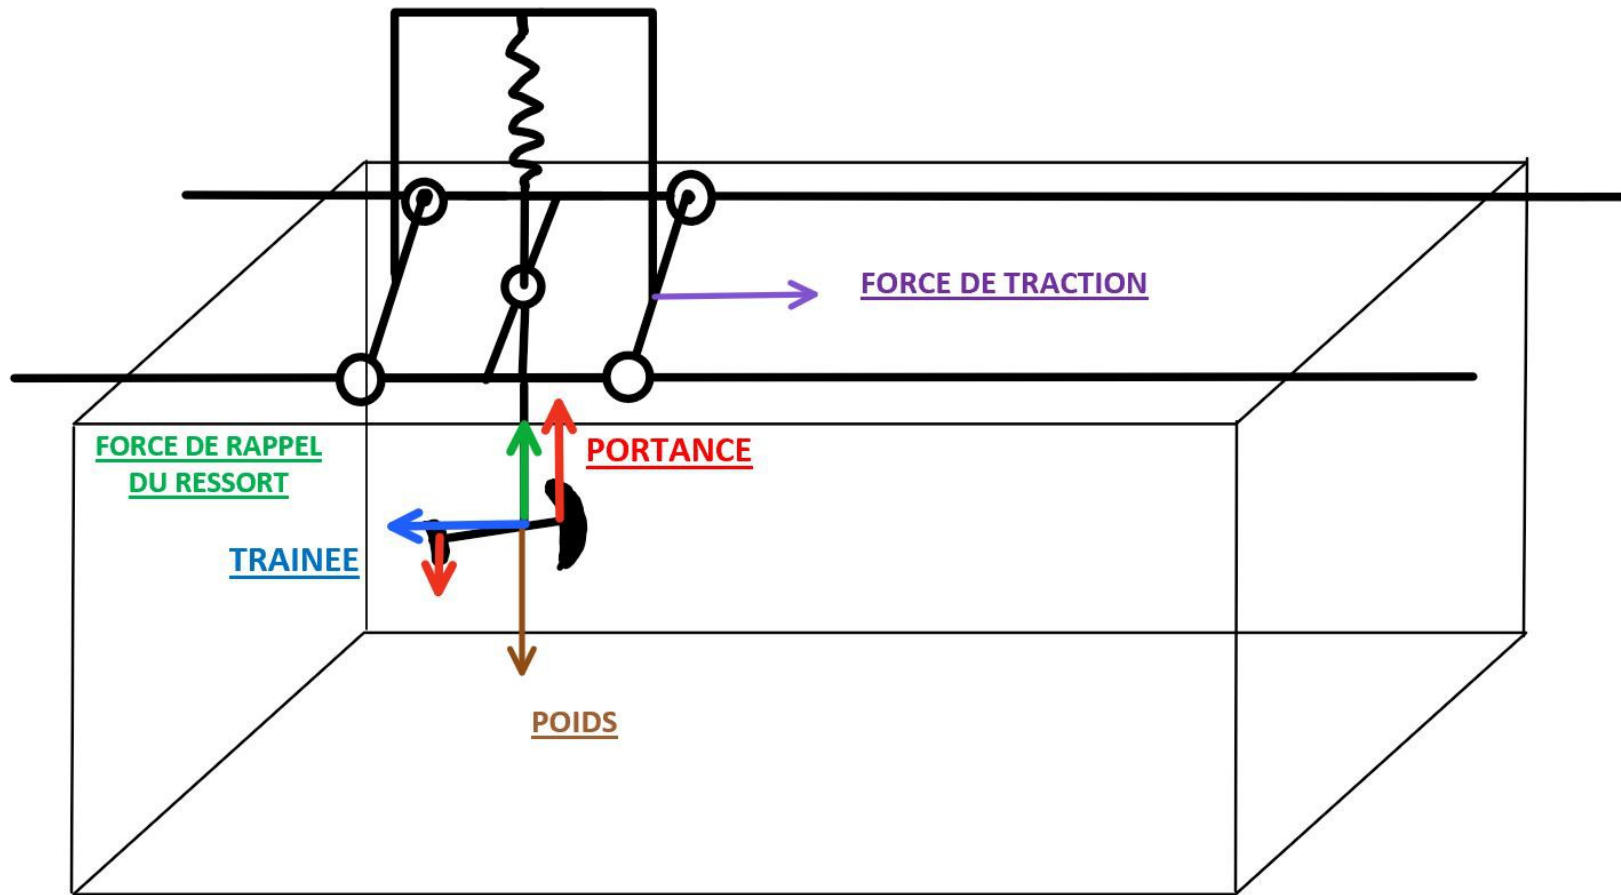 FORCE DE TRACTION
FORCE DE RAPPEL
DU RESSORT
PORTANCE
TRAINEE
POIDS